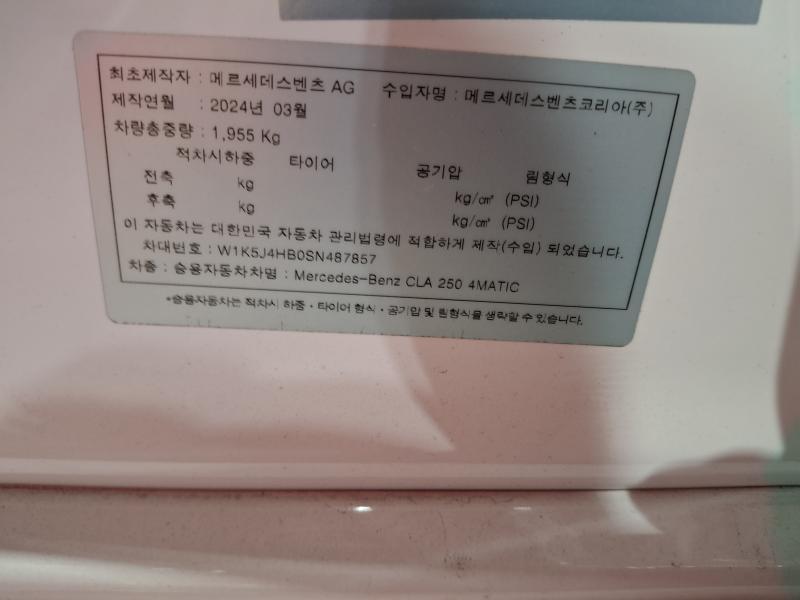 최초제작자 : 메르세데스벤츠 AG 수입자명 : 메르세데스벤츠코리아(주)
제작연월 : 2024년 03월
차량총중량 : 1,955 Kg
적차시하중 타이어 공기압 림형식
전축 kg kg/㎠ (PSI)
후축 kg kg/㎠ (PSI)
이 자동차는 대한민국 자동차 관리법령에 적합하게 제작(수입) 되었습니다.
차대번호 : W1K5J4HB0SN487857
차종 : 승용자동차차명 : Mercedes-Benz CLA 250 4MATIC
*승용자동차는 적차시 하중 · 타이어 형식 · 공기압 및 림형식을 생략할 수 있습니다.